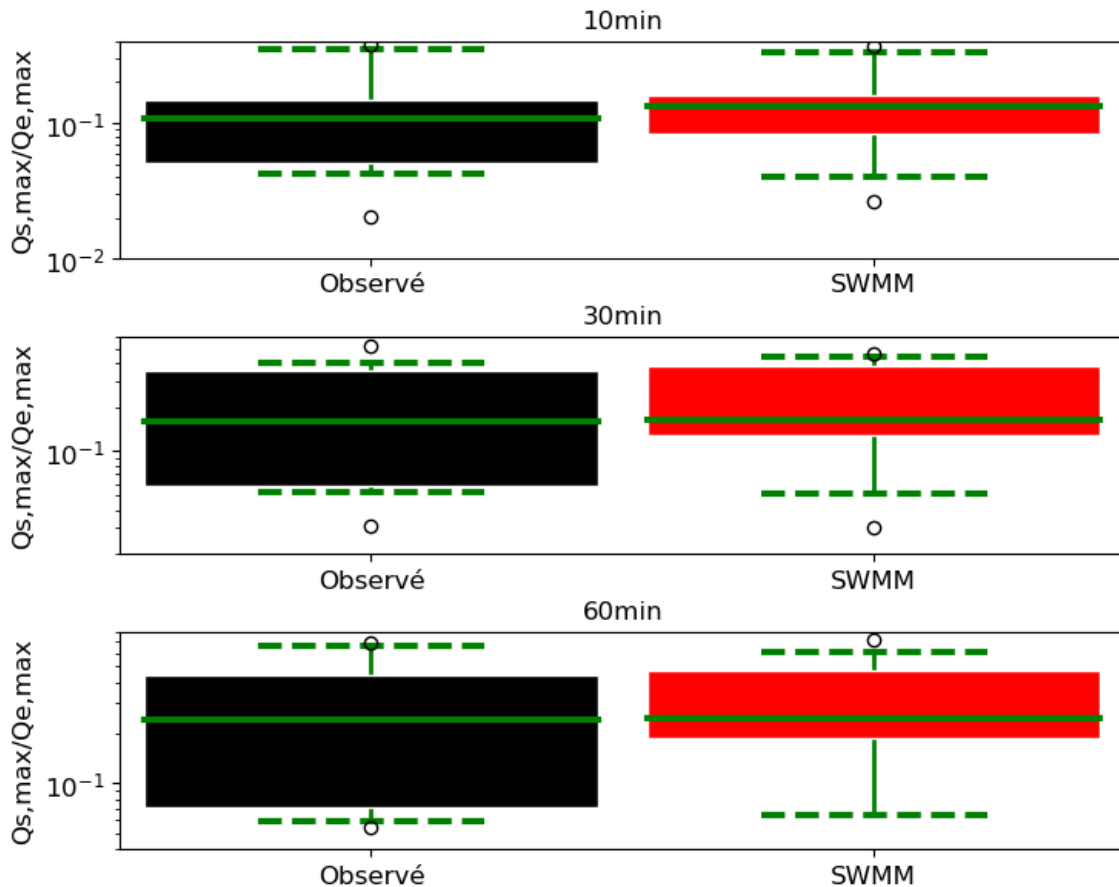 10min
Qs,max/Qe,max
10⁻¹
10⁻²
Observé
SWMM
30min
Qs,max/Qe,max
10⁻¹
Observé
SWMM
60min
Qs,max/Qe,max
10⁻¹
Observé
SWMM